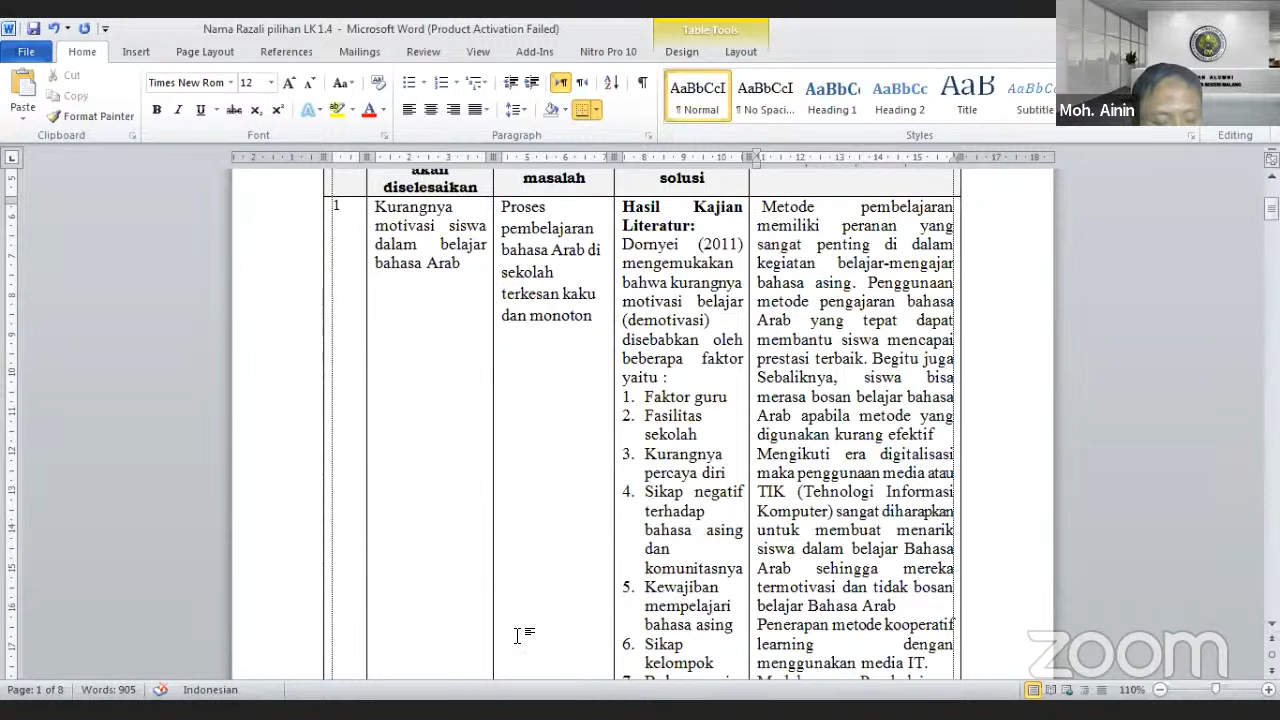 Nama Razali pilihan LK 1.4 - Microsoft Word (Product Activation Failed)
Table Tools
File Home Insert Page Layout References Mailings Review View Add-Ins Nitro Pro 10 Design Layout
Paste
Cut
Copy
Format Painter
Clipboard
Times New Rom 12
Font
Paragraph
AaBbCcI AaBbCcI AaBbC AaBbCc AaB AaBbCc
¶ Normal ¶ No Spaci... Heading 1 Heading 2 Title Subtitle
Styles
Editing
Moh. Ainin
akan
diselesaikan
masalah
solusi
1
Kurangnya
motivasi siswa
dalam belajar
bahasa Arab
Proses
pembelajaran
bahasa Arab di
sekolah
terkesan kaku
dan monoton
Hasil Kajian
Literatur:
Dornyei (2011)
mengemukakan
bahwa kurangnya
motivasi belajar
(demotivasi)
disebabkan oleh
beberapa faktor
yaitu :
1. Faktor guru
2. Fasilitas
sekolah
3. Kurangnya
percaya diri
4. Sikap negatif
terhadap
bahasa asing
dan
komunitasnya
5. Kewajiban
mempelajari
bahasa asing
6. Sikap
kelompok
Metode pembelajaran
memiliki peranan yang
sangat penting di dalam
kegiatan belajar-mengajar
bahasa asing. Penggunaan
metode pengajaran bahasa
Arab yang tepat dapat
membantu siswa mencapai
prestasi terbaik. Begitu juga
Sebaliknya, siswa bisa
merasa bosan belajar bahasa
Arab apabila metode yang
digunakan kurang efektif
Mengikuti era digitalisasi
maka penggunaan media atau
TIK (Tehnologi Informasi
Komputer) sangat diharapkan
untuk membuat menarik
siswa dalam belajar Bahasa
Arab sehingga mereka
termotivasi dan tidak bosan
belajar Bahasa Arab
Penerapan metode kooperatif
learning dengan
menggunakan media IT.
zoom
Page: 1 of 8 Words: 905 Indonesian 110%